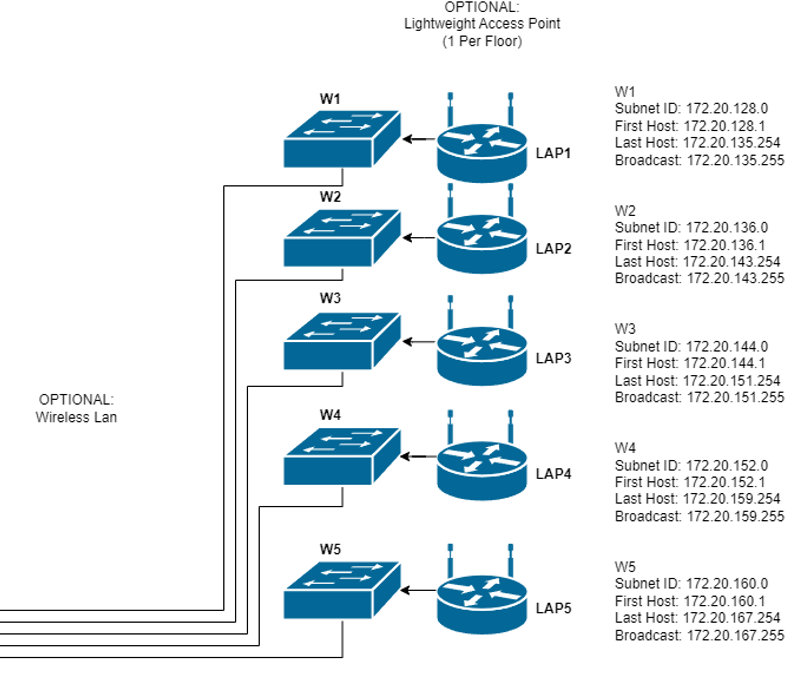 OPTIONAL:
Lightweight Access Point
(1 Per Floor)
W1
LAP1
W1
Subnet ID: 172.20.128.0
First Host: 172.20.128.1
Last Host: 172.20.135.254
Broadcast: 172.20.135.255
W2
LAP2
W2
Subnet ID: 172.20.136.0
First Host: 172.20.136.1
Last Host: 172.20.143.254
Broadcast: 172.20.143.255
W3
LAP3
W3
Subnet ID: 172.20.144.0
First Host: 172.20.144.1
Last Host: 172.20.151.254
Broadcast: 172.20.151.255
OPTIONAL:
Wireless Lan
W4
LAP4
W4
Subnet ID: 172.20.152.0
First Host: 172.20.152.1
Last Host: 172.20.159.254
Broadcast: 172.20.159.255
W5
LAP5
W5
Subnet ID: 172.20.160.0
First Host: 172.20.160.1
Last Host: 172.20.167.254
Broadcast: 172.20.167.255